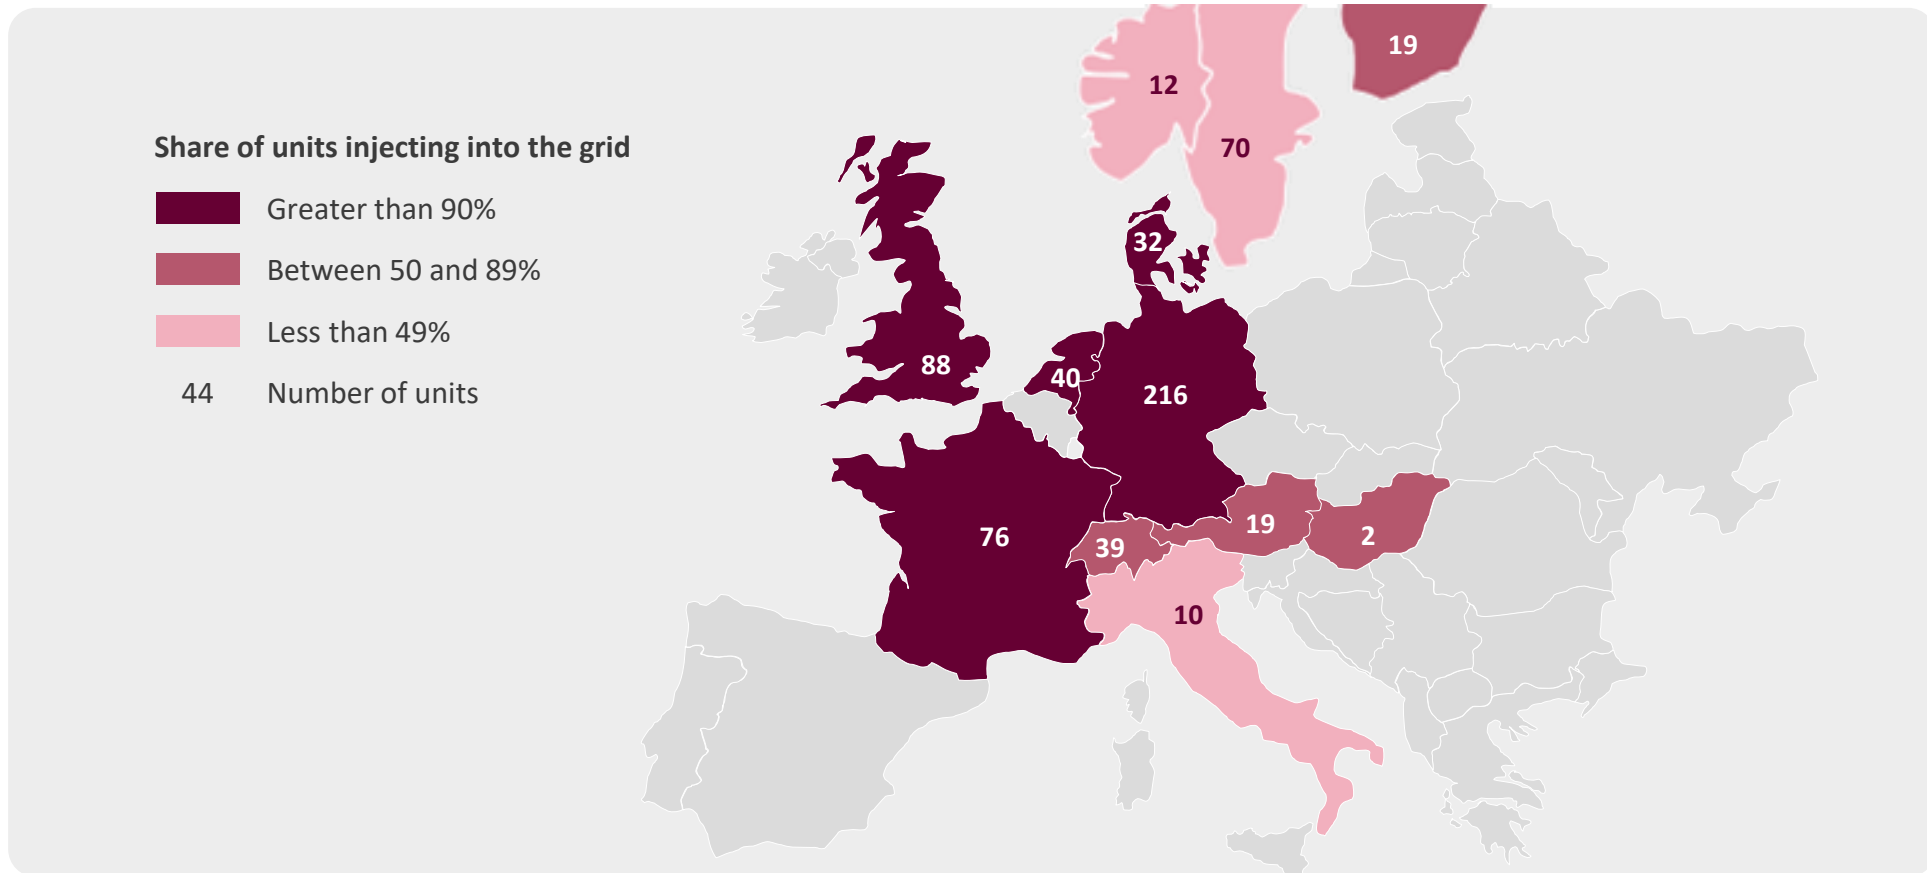 Share of units injecting into the grid
Greater than 90%
Between 50 and 89%
Less than 49%
44 Number of units
19
12
70
32
88
40
216
76
39
19
2
10